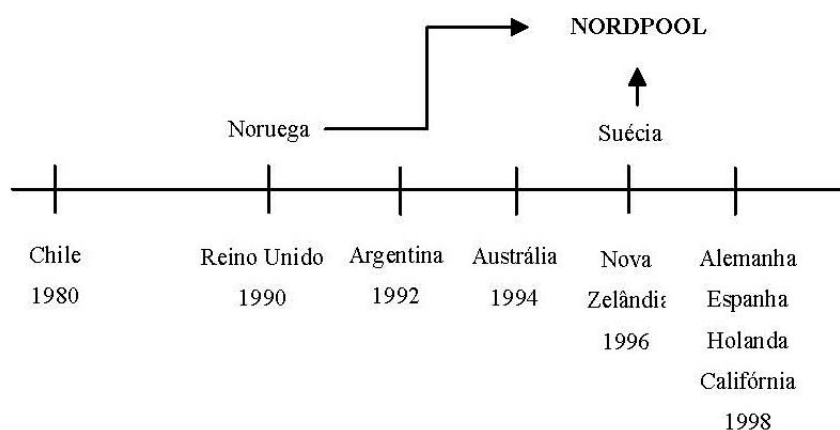 NORDPOOL
Noruega
Suécia
Chile
1980
Reino Unido
1990
Argentina
1992
Austrália
1994
Nova
Zelândia
1996
Alemanha
Espanha
Holanda
Califórnia
1998